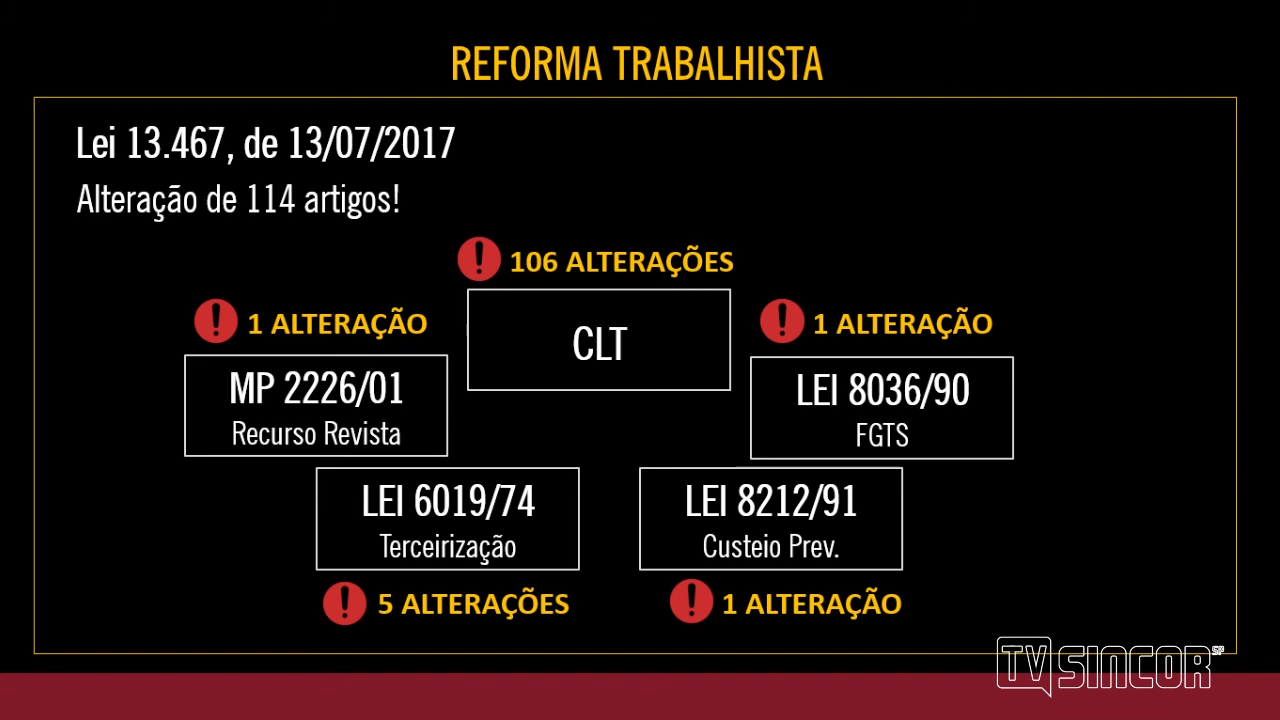 REFORMA TRABALHISTA
Lei 13.467, de 13/07/2017
Alteração de 114 artigos!
106 ALTERAÇÕES
CLT
1 ALTERAÇÃO
MP 2226/01
Recurso Revista
1 ALTERAÇÃO
LEI 8036/90
FGTS
LEI 6019/74
Terceirização
5 ALTERAÇÕES
LEI 8212/91
Custeio Prev.
1 ALTERAÇÃO
TV SINCOR SP